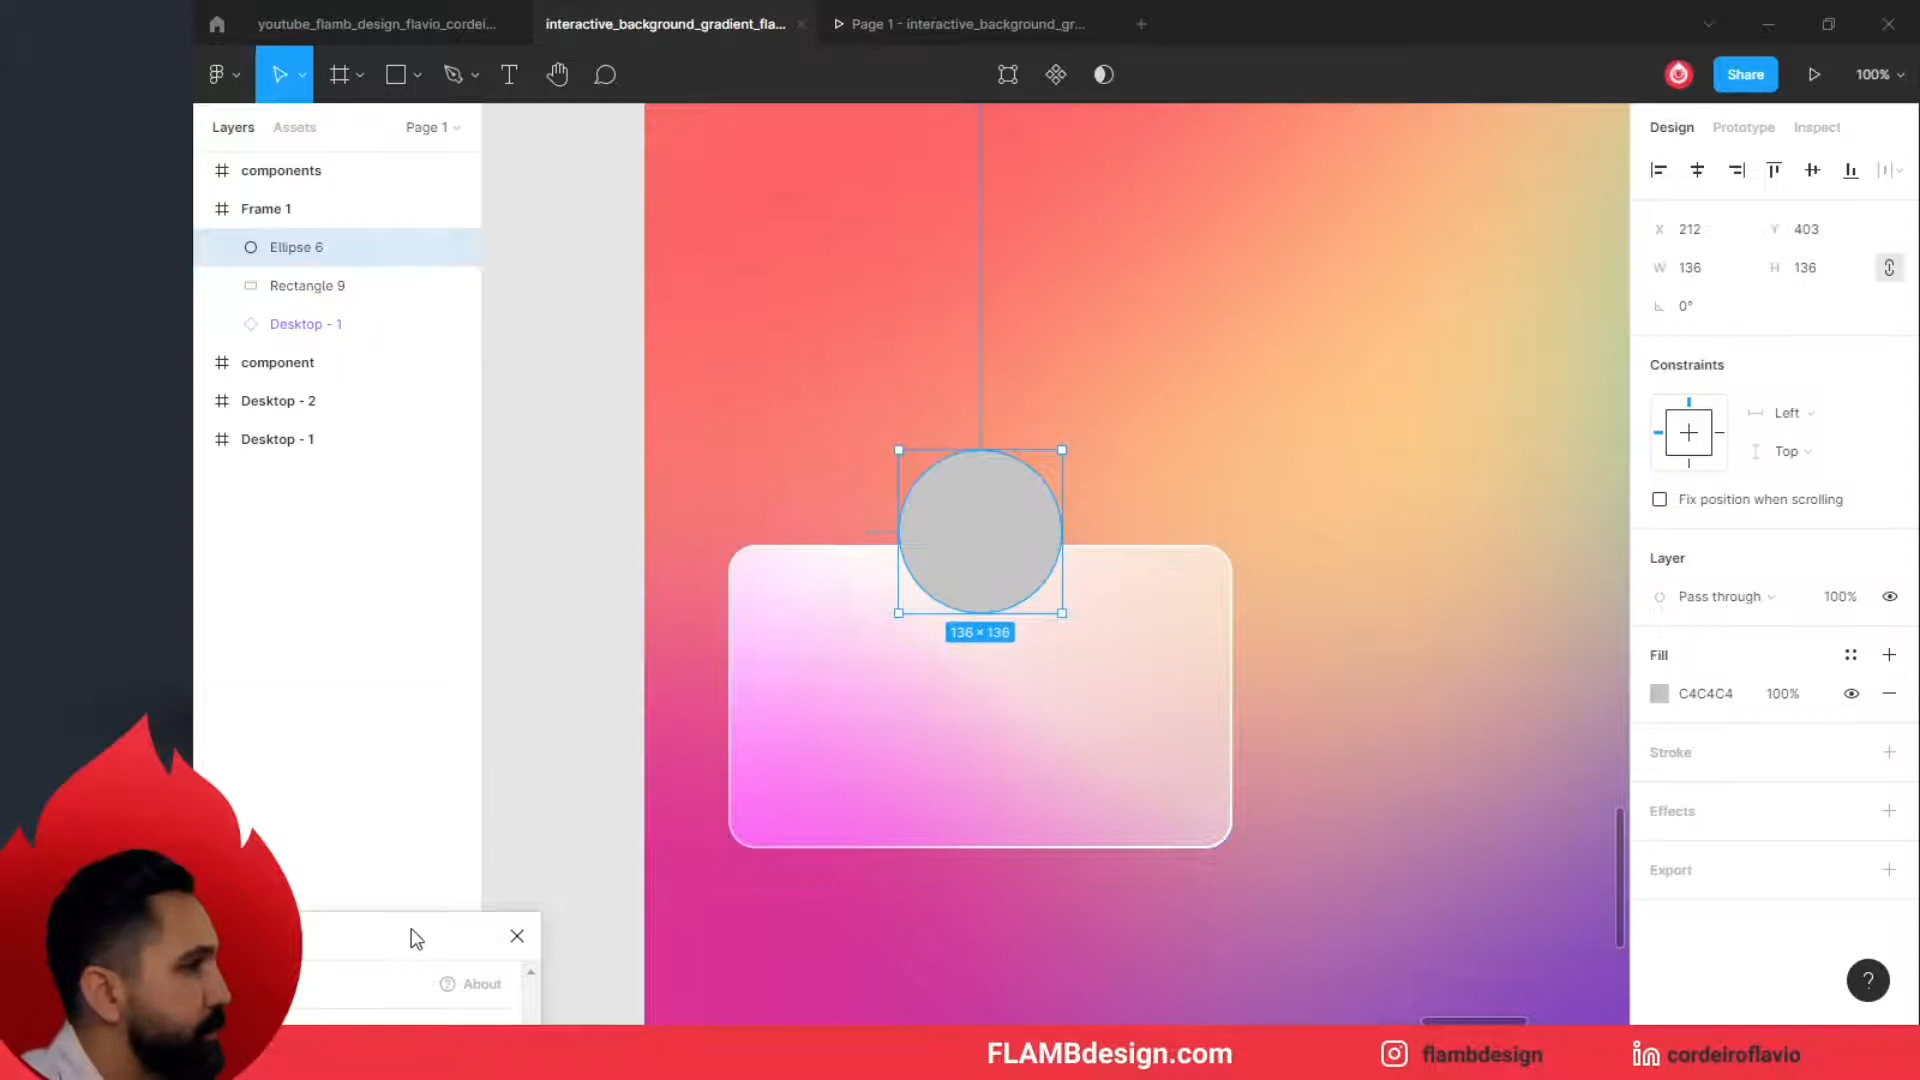 youtube_flamb_design_flavio_cordei...
interactive_background_gradient_fla...
Page 1 - interactive_background_gr...
Share
100%
Layers
Assets
Page 1
components
Frame 1
Ellipse 6
Rectangle 9
Desktop - 1
component
Desktop - 2
Desktop - 1
136 × 136
About
Design
Prototype
Inspect
X 212
Y 403
W 136
H 136
0°
Constraints
Left
Top
Fix position when scrolling
Layer
Pass through
100%
Fill
C4C4C4
100%
Stroke
Effects
Export
?
FLAMBdesign.com
flambdesign
in cordeiroflavio